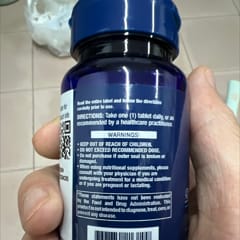 Read the entire label and follow the directions
carefully prior to use.
DIRECTIONS: Take one (1) tablet daily, or as
recommended by a healthcare practitioner.
WARNINGS:
• KEEP OUT OF REACH OF CHILDREN.
• DO NOT EXCEED RECOMMENDED DOSE.
• Do not purchase if outer seal is broken or
damaged.
• When using nutritional supplements, please
consult with your physician if you are
undergoing treatment for a medical condition
or if you are pregnant or lactating.
These statements have not been evaluated
by the Food and Drug Administration. This
product is not intended to diagnose, treat, cure, or
prevent any disease.